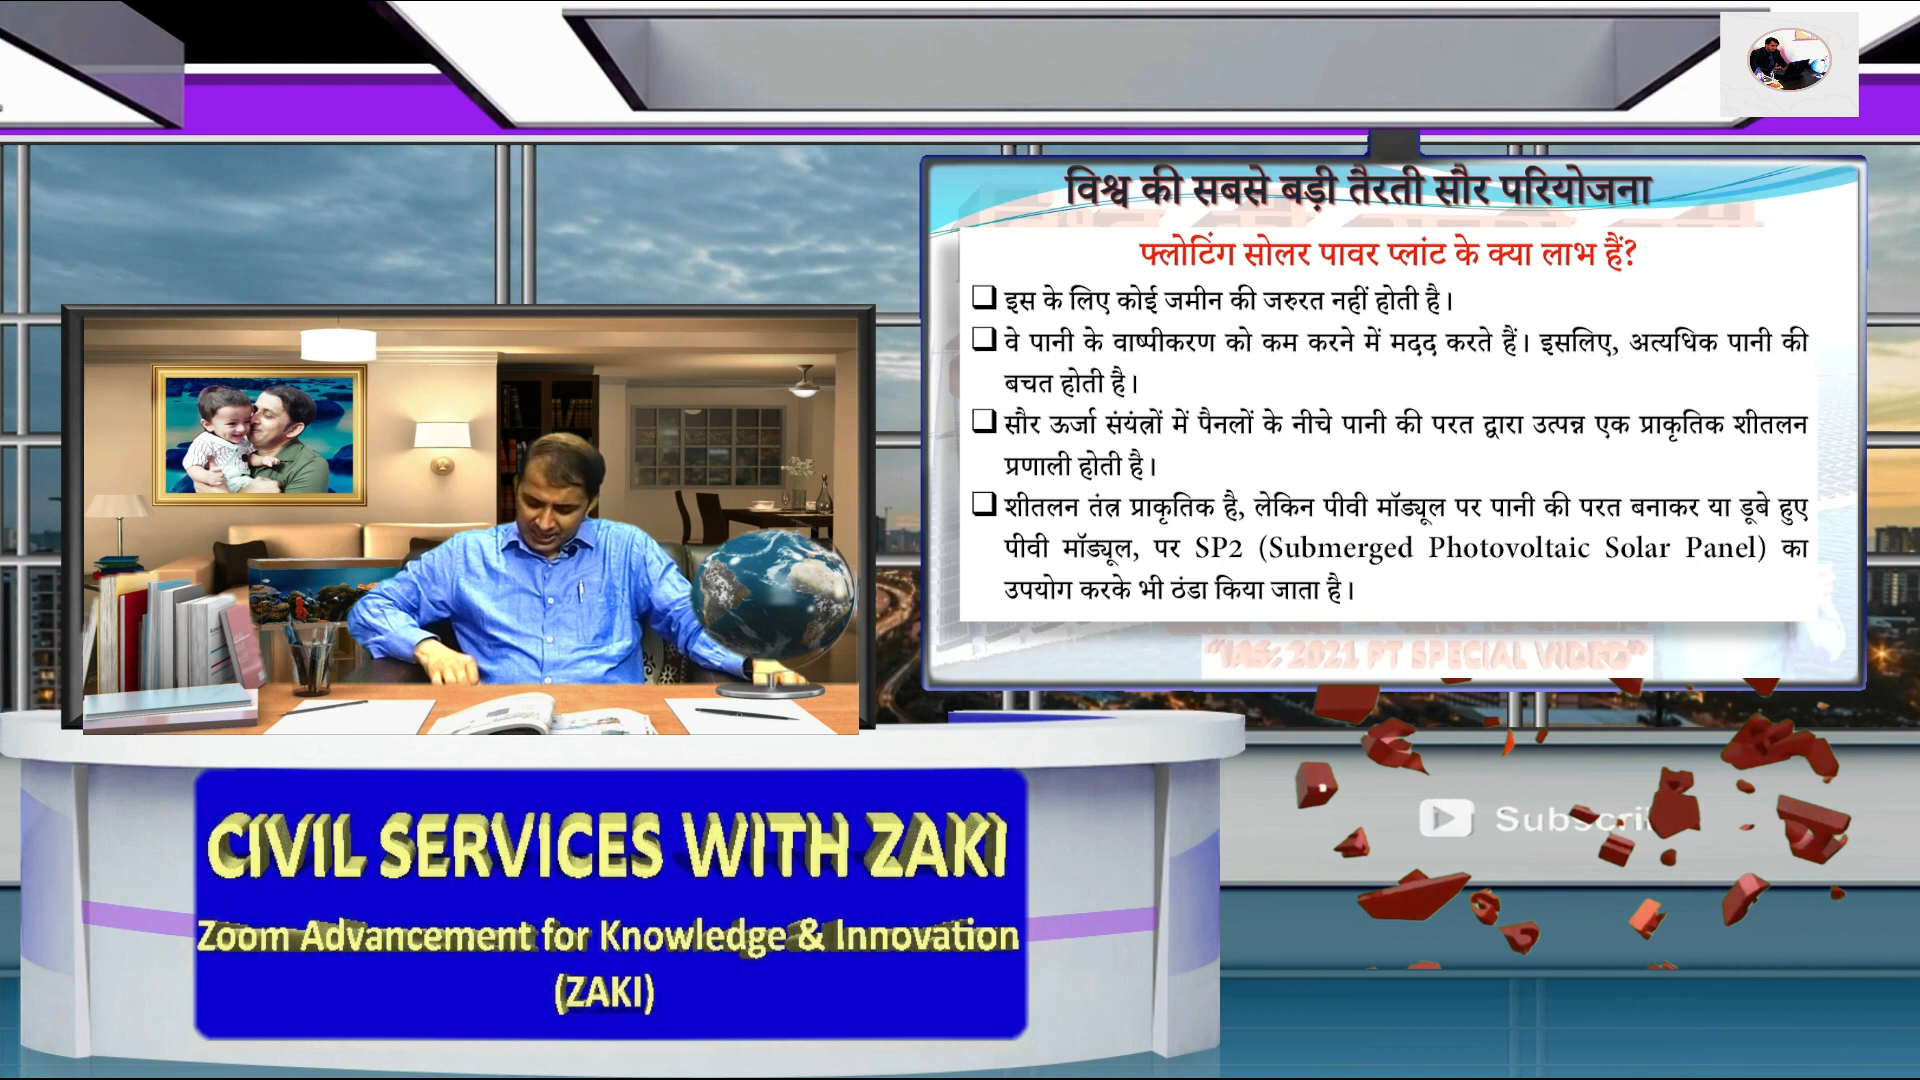 विश्व की सबसे बड़ी तैरती सौर परियोजना
फ्लोटिंग सोलर पावर प्लांट के क्या लाभ हैं?
इस के लिए कोई जमीन की जरुरत नहीं होती है।
वे पानी के वाष्पीकरण को कम करने में मदद करते हैं। इसलिए, अत्यधिक पानी की
बचत होती है।
सौर ऊर्जा संयंत्रों में पैनलों के नीचे पानी की परत द्वारा उत्पन्न एक प्राकृतिक शीतलन
प्रणाली होती है।
शीतलन तंत्र प्राकृतिक है, लेकिन पीवी मॉड्यूल पर पानी की परत बनाकर या डूबे हुए
पीवी मॉड्यूल, पर SP2 (Submerged Photovoltaic Solar Panel) का
उपयोग करके भी ठंडा किया जाता है।
"IAS: 2021 PT SPECIAL VIDEO"
CIVIL SERVICES WITH ZAKI
Zoom Advancement for Knowledge & Innovation
(ZAKI)
Subscri